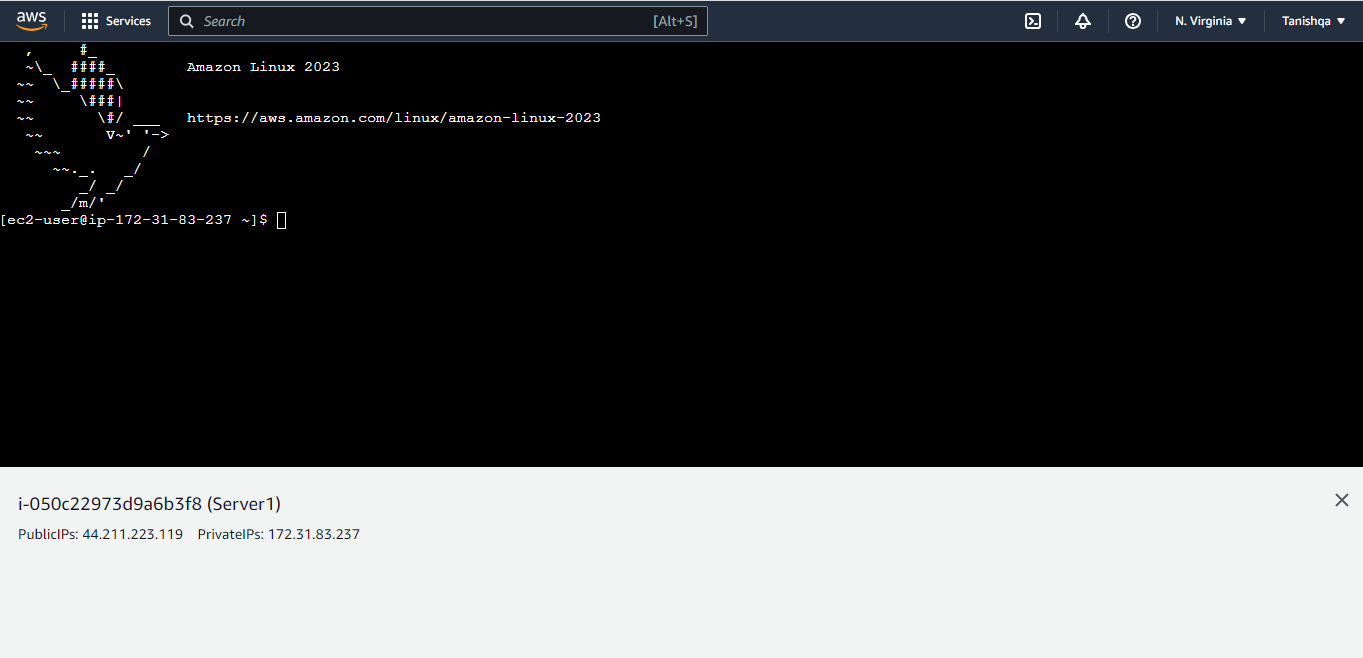 aws Services Search [Alt+S] N. Virginia Tanishqa
   ,     #_
   ~\_  ####_        Amazon Linux 2023
  ~~  \_#####\
  ~~     \###|
  ~~       \#/ ___   https://aws.amazon.com/linux/amazon-linux-2023
   ~~       V~' '->
    ~~~         /
      ~~._.   _/
         _/ _/
       _/m/'
[ec2-user@ip-172-31-83-237 ~]$
i-050c22973d9a6b3f8 (Server1)
PublicIPs: 44.211.223.119 PrivateIPs: 172.31.83.237